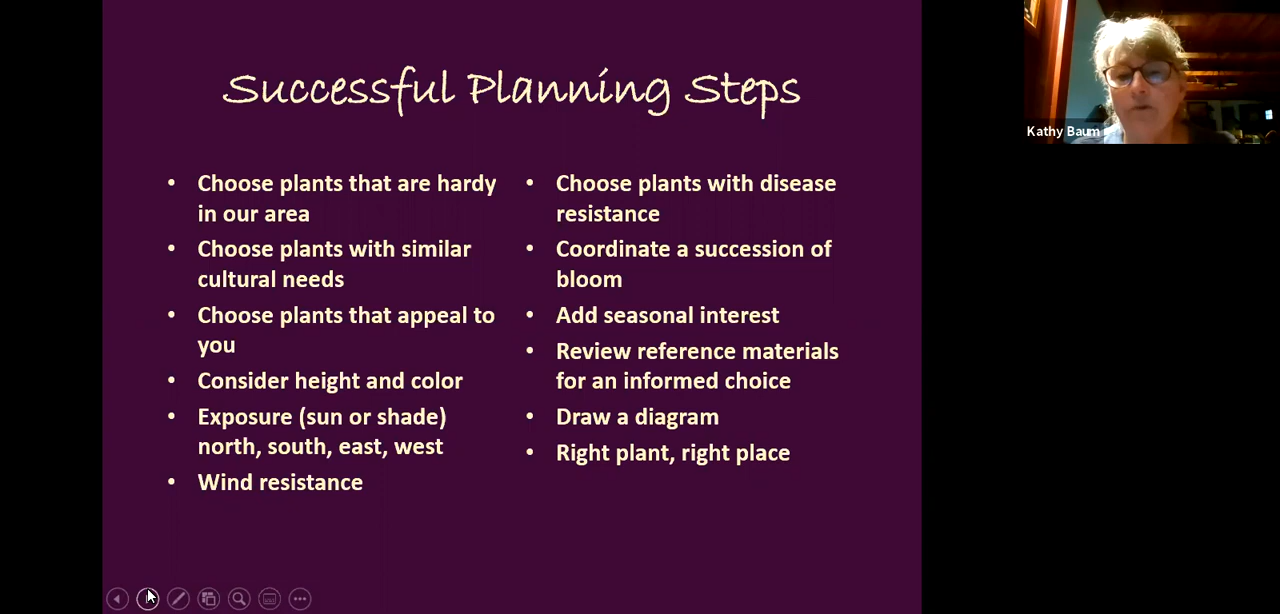 Successful Planning Steps
• Choose plants that are hardy
in our area
• Choose plants with similar
cultural needs
• Choose plants that appeal to
you
• Consider height and color
• Exposure (sun or shade)
north, south, east, west
• Wind resistance
• Choose plants with disease
resistance
• Coordinate a succession of
bloom
• Add seasonal interest
• Review reference materials
for an informed choice
• Draw a diagram
• Right plant, right place
Kathy Baum